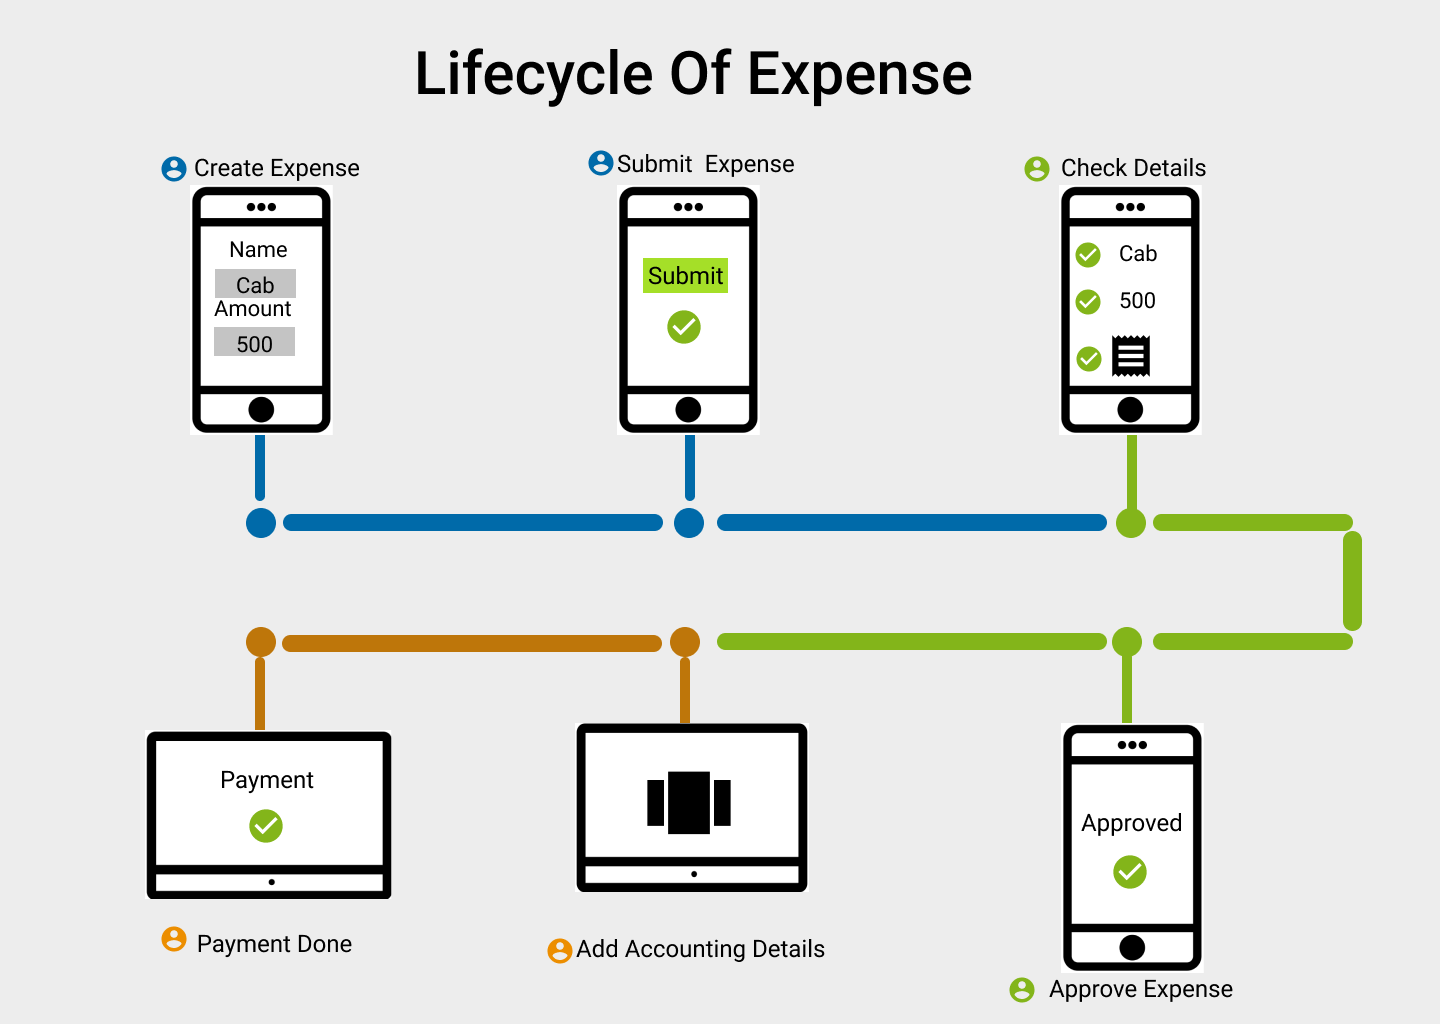 Lifecycle Of Expense
Create Expense
Name
Cab
Amount
500
Submit Expense
Submit
Check Details
Cab
500
Payment
Payment Done
Add Accounting Details
Approved
Approve Expense